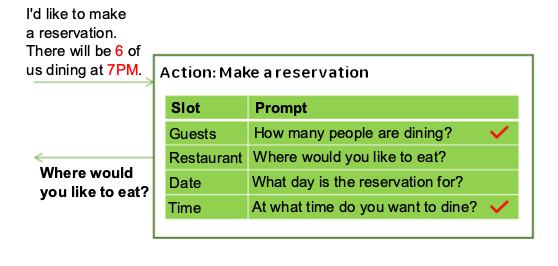 I'd like to make
a reservation.
There will be 6 of
us dining at 7PM.
Action: Make a reservation
Slot Prompt
Guests How many people are dining?
Restaurant Where would you like to eat?
Date What day is the reservation for?
Time At what time do you want to dine?
Where would
you like to eat?